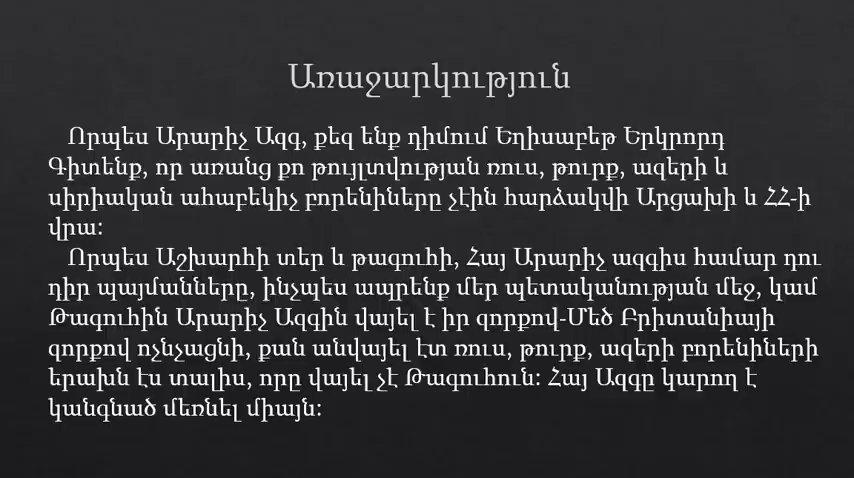 Առաջարկություն
Որպես Արարիչ Ազգ, քեզ ենք դիմում Եղիսաբեթ Երկրորդ
Գիտենք, որ առանց քո թույլտվության ռուս, թուրք, ազերի և
սիրիական ահաբեկիչ բորենիները չէին հարձակվի Արցախի և ՀՀ-ի
վրա:
Որպես Աշխարհի տեր և թագուհի, Հայ Արարիչ ազգիս համար դու
դիր պայմանները, ինչպես ապրենք մեր պետականության մեջ, կամ
Թագուհին Արարիչ Ազգին վայել է իր զորքով-Մեծ Բրիտանիայի
զորքով ոչնչացնի, քան անվայել էտ ռուս, թուրք, ազերի բորենիների
երախն էս տալիս, որը վայել չէ Թագուհուն: Հայ Ազգը կարող է
կանգնած մեռնել միայն: